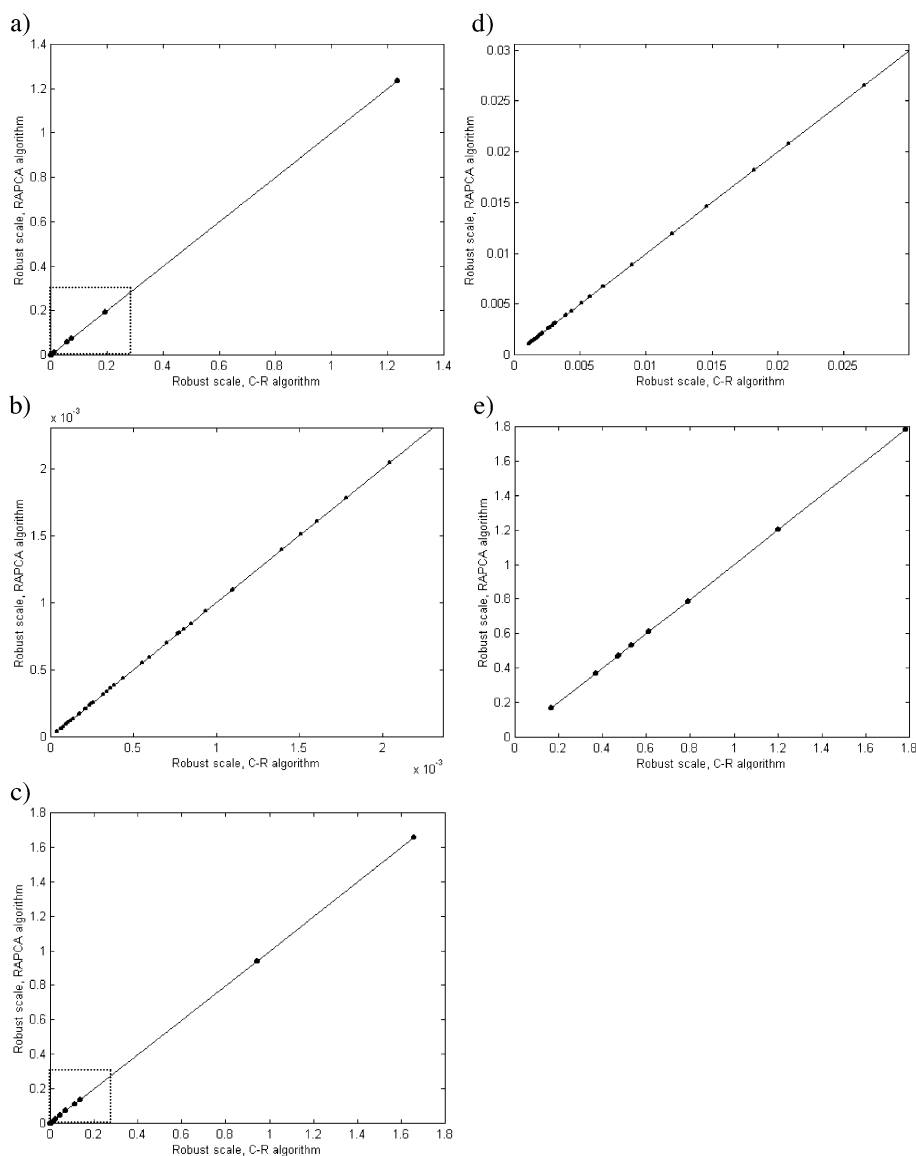 a)
1.4
1.2
1
0.8
0.6
0.4
0.2
0
Robust scale, RAPCA algorithm
0 0.2 0.4 0.6 0.8 1 1.2 1.4
Robust scale, C-R algorithm
d)
0.03
0.025
0.02
0.015
0.01
0.005
0
Robust scale, RAPCA algorithm
0 0.005 0.01 0.015 0.02 0.025
Robust scale, C-R algorithm
b)
x 10-3
2
1.5
1
0.5
0
Robust scale, RAPCA algorithm
0 0.5 1 1.5 2
Robust scale, C-R algorithm
x 10-3
e)
1.8
1.6
1.4
1.2
1
0.8
0.6
0.4
0.2
0
Robust scale, RAPCA algorithm
0 0.2 0.4 0.6 0.8 1 1.2 1.4 1.6 1.8
Robust scale, C-R algorithm
c)
1.8
1.6
1.4
1.2
1
0.8
0.6
0.4
0.2
0
Robust scale, RAPCA algorithm
0 0.2 0.4 0.6 0.8 1 1.2 1.4 1.6 1.8
Robust scale, C-R algorithm